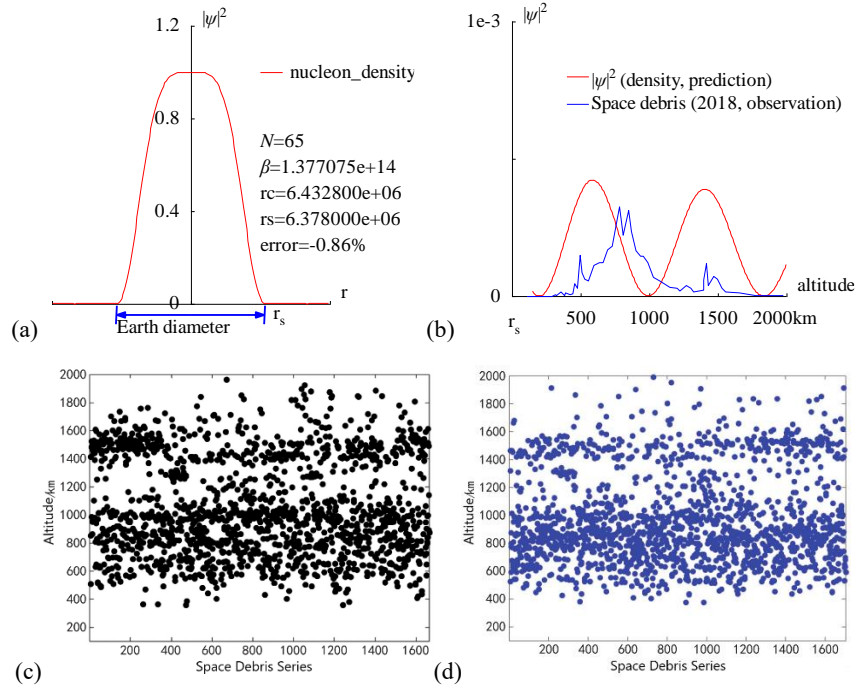 |ψ|²
1.2
nucleon_density
0.8
N=65
β=1.377075e+14
rc=6.432800e+06
0.4
rs=6.378000e+06
error=-0.86%
0
r
(a)
Earth diameter
r_s
|ψ|²
1e-3
|ψ|² (density, prediction)
Space debris (2018, observation)
altitude
0
r_s
500
1000
1500
2000km
(b)
2000
1800
1600
1400
1200
1000
800
600
400
200
Altitude/km
200
400
600
800
1000
1200
1400
1600
Space Debris Series
(c)
2000
1800
1600
1400
1200
1000
800
600
400
200
Altitude/km
200
400
600
800
1000
1200
1400
1600
Space Debris Series
(d)